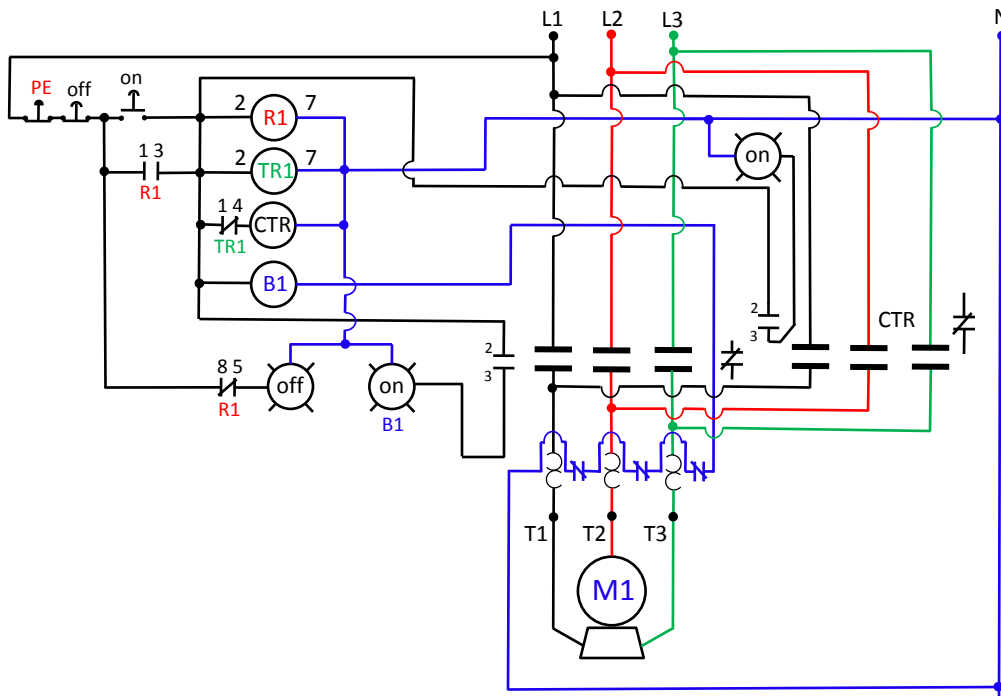 L1 L2 L3 N
PE off on
2 R1 7
1 3
R1
2 TR1 7
on
1 4
TR1
CTR
B1
2
3
2
3
CTR
8 5
R1
off
on
B1
T1 T2 T3
M1